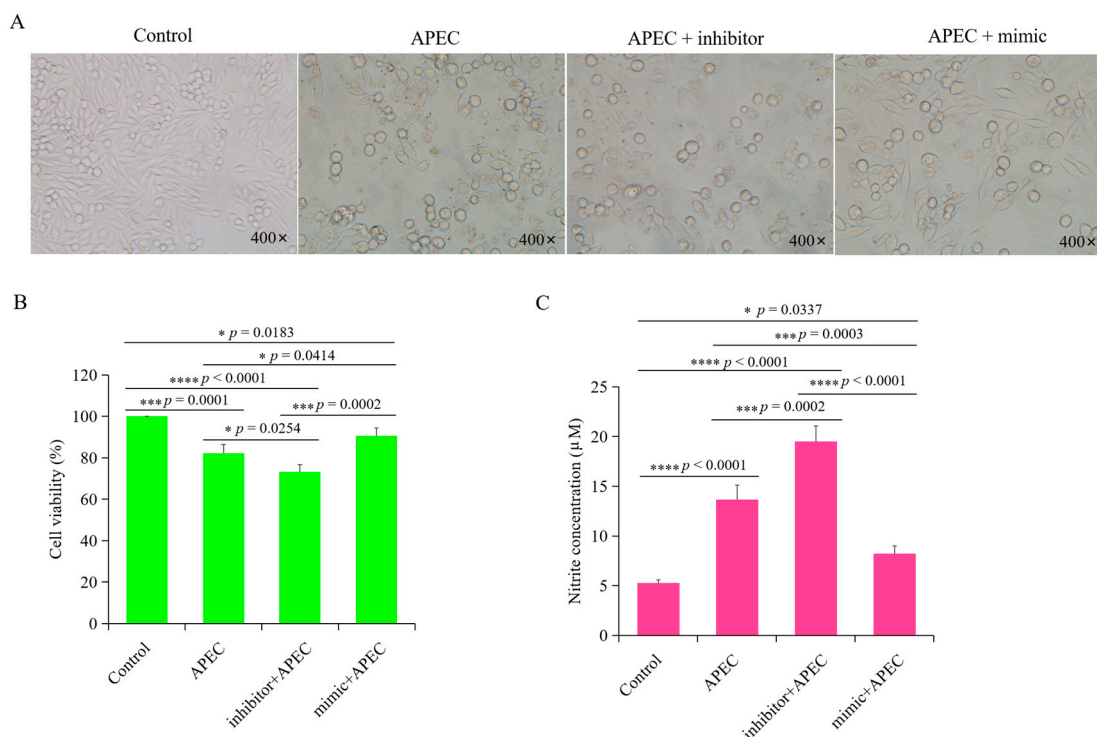 A
Control
APEC
APEC + inhibitor
APEC + mimic
400×
400×
400×
400×
B
* p = 0.0183
* p = 0.0414
**** p < 0.0001
*** p = 0.0001
*** p = 0.0002
* p = 0.0254
Cell viability (%)
120
100
80
60
40
20
0
Control
APEC
inhibitor+APEC
mimic+APEC
C
* p = 0.0337
*** p = 0.0003
**** p < 0.0001
**** p < 0.0001
*** p = 0.0002
**** p < 0.0001
Nitrite concentration (µM)
25
20
15
10
5
0
Control
APEC
inhibitor+APEC
mimic+APEC